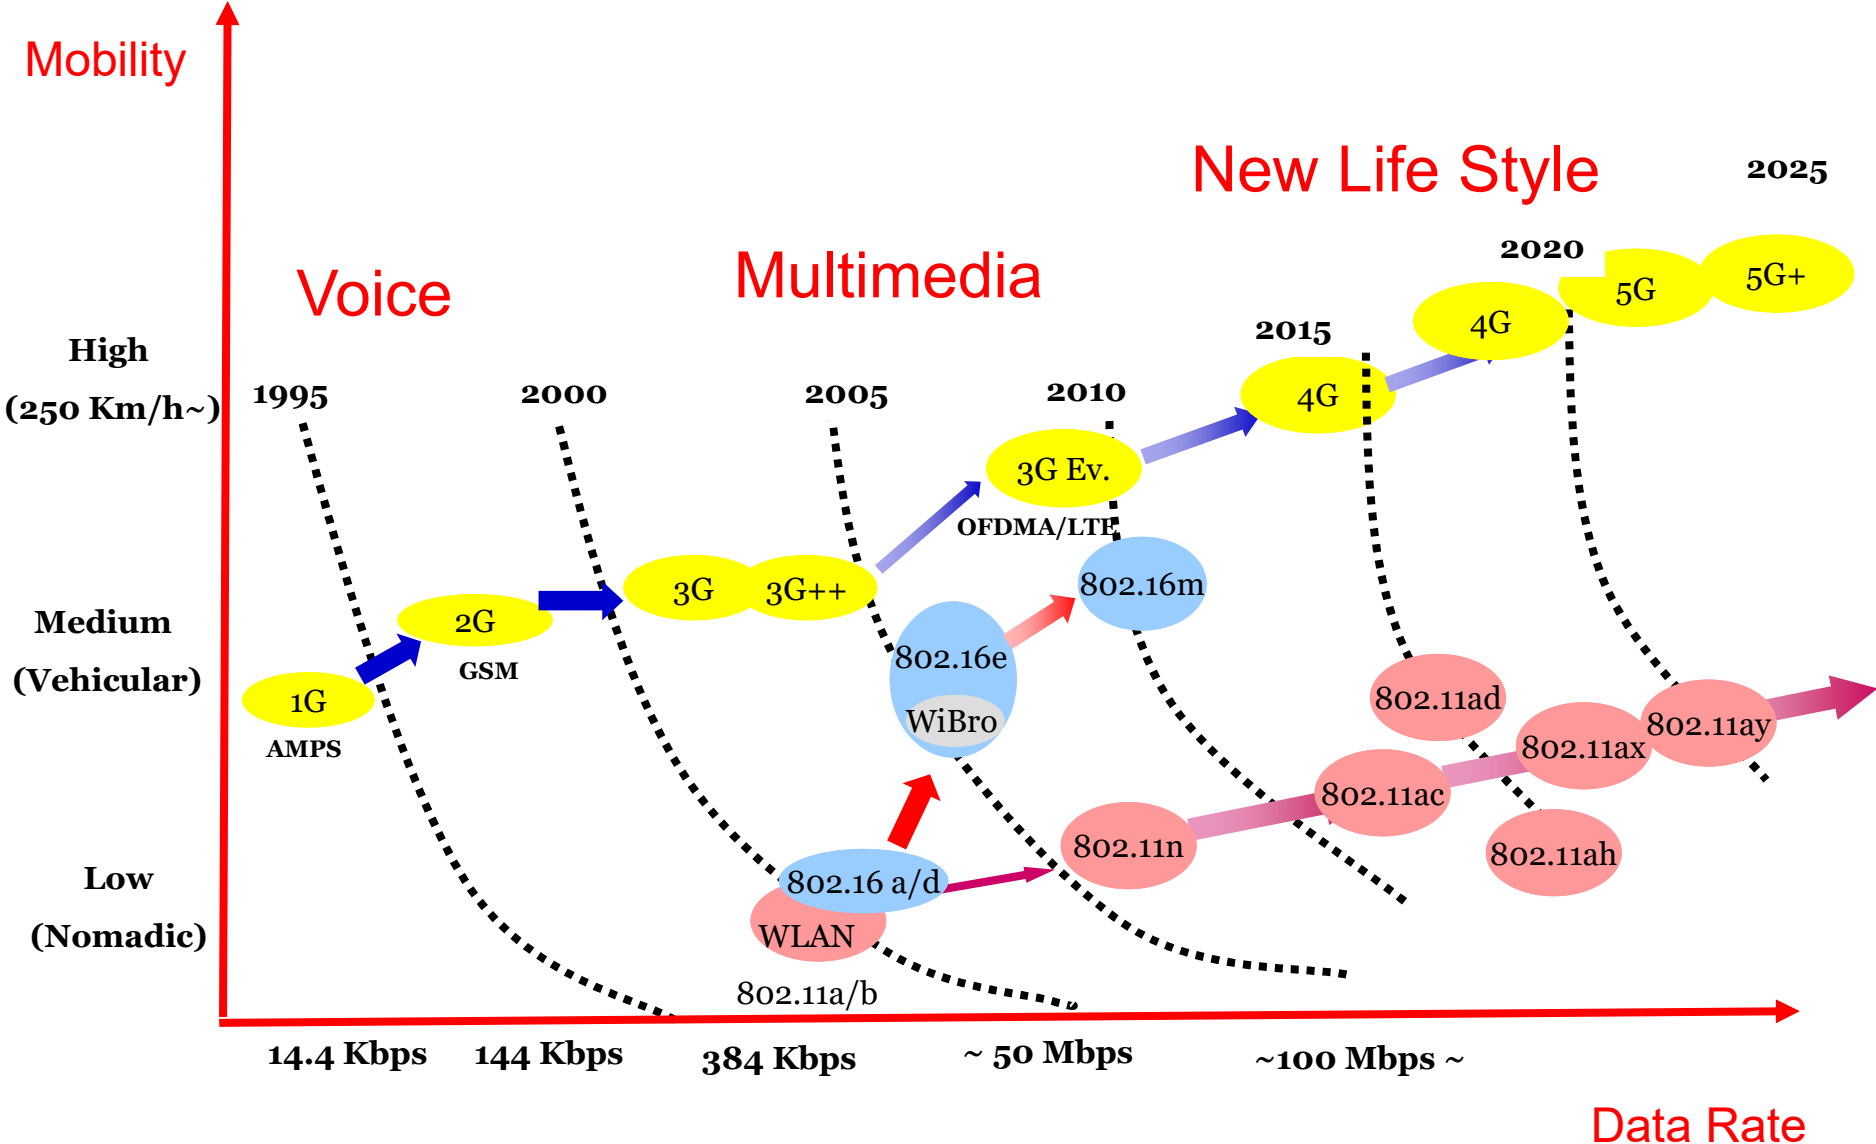 Mobility
New Life Style
2025
2020
Voice
Multimedia
5G
5G+
4G
2015
High
(250 Km/h~)
1995
2000
2005
2010
4G
3G Ev.
OFDMA/LTE
3G
3G++
802.16m
Medium
(Vehicular)
2G
GSM
802.16e
WiBro
1G
AMPS
802.11ad
802.11ax
802.11ay
802.11ac
802.11n
802.11ah
Low
(Nomadic)
802.16 a/d
WLAN
802.11a/b
14.4 Kbps
144 Kbps
384 Kbps
~ 50 Mbps
~100 Mbps ~
Data Rate